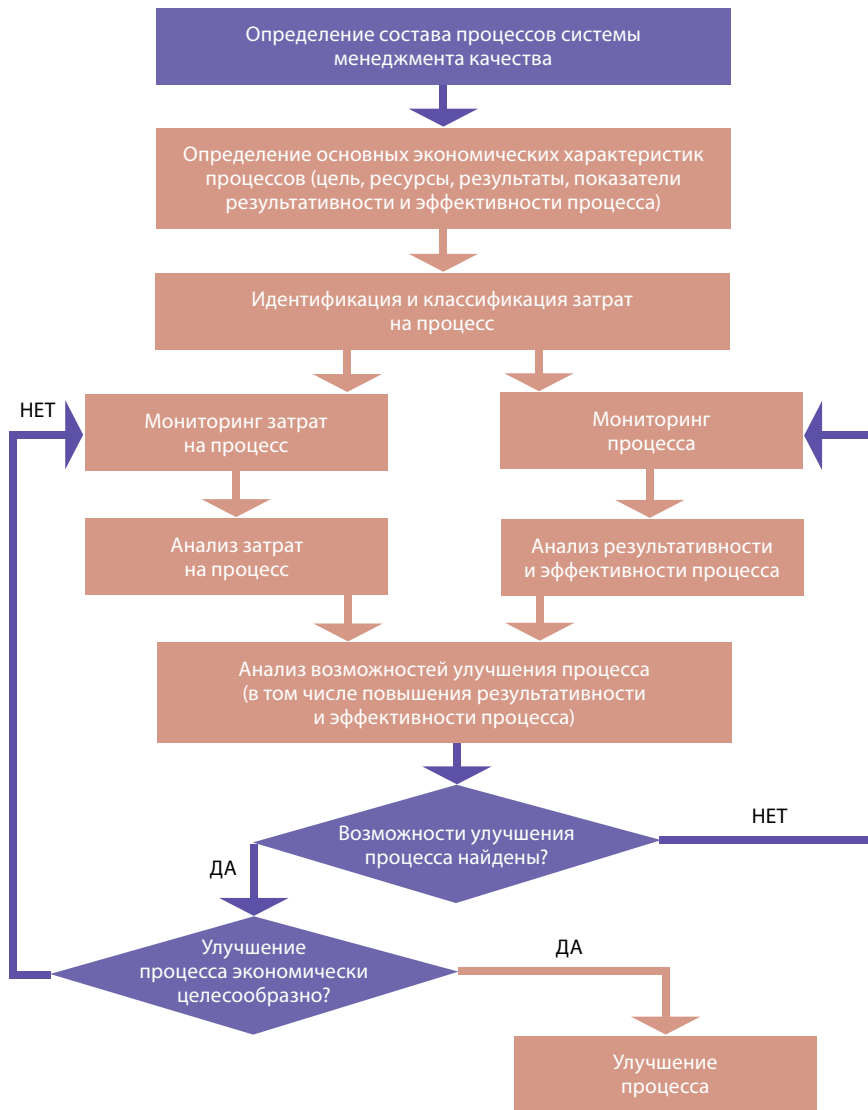 Определение состава процессов системы
менеджмента качества
Определение основных экономических характеристик
процессов (цель, ресурсы, результаты, показатели
результативности и эффективности процесса)
Идентификация и классификация затрат
на процесс
НЕТ
Мониторинг затрат
на процесс
Мониторинг
процесса
Анализ затрат
на процесс
Анализ результативности
и эффективности процесса
Анализ возможностей улучшения процесса
(в том числе повышения результативности
и эффективности процесса)
Возможности улучшения
процесса найдены?
НЕТ
ДА
Улучшение
процесса экономически
целесообразно?
ДА
Улучшение
процесса